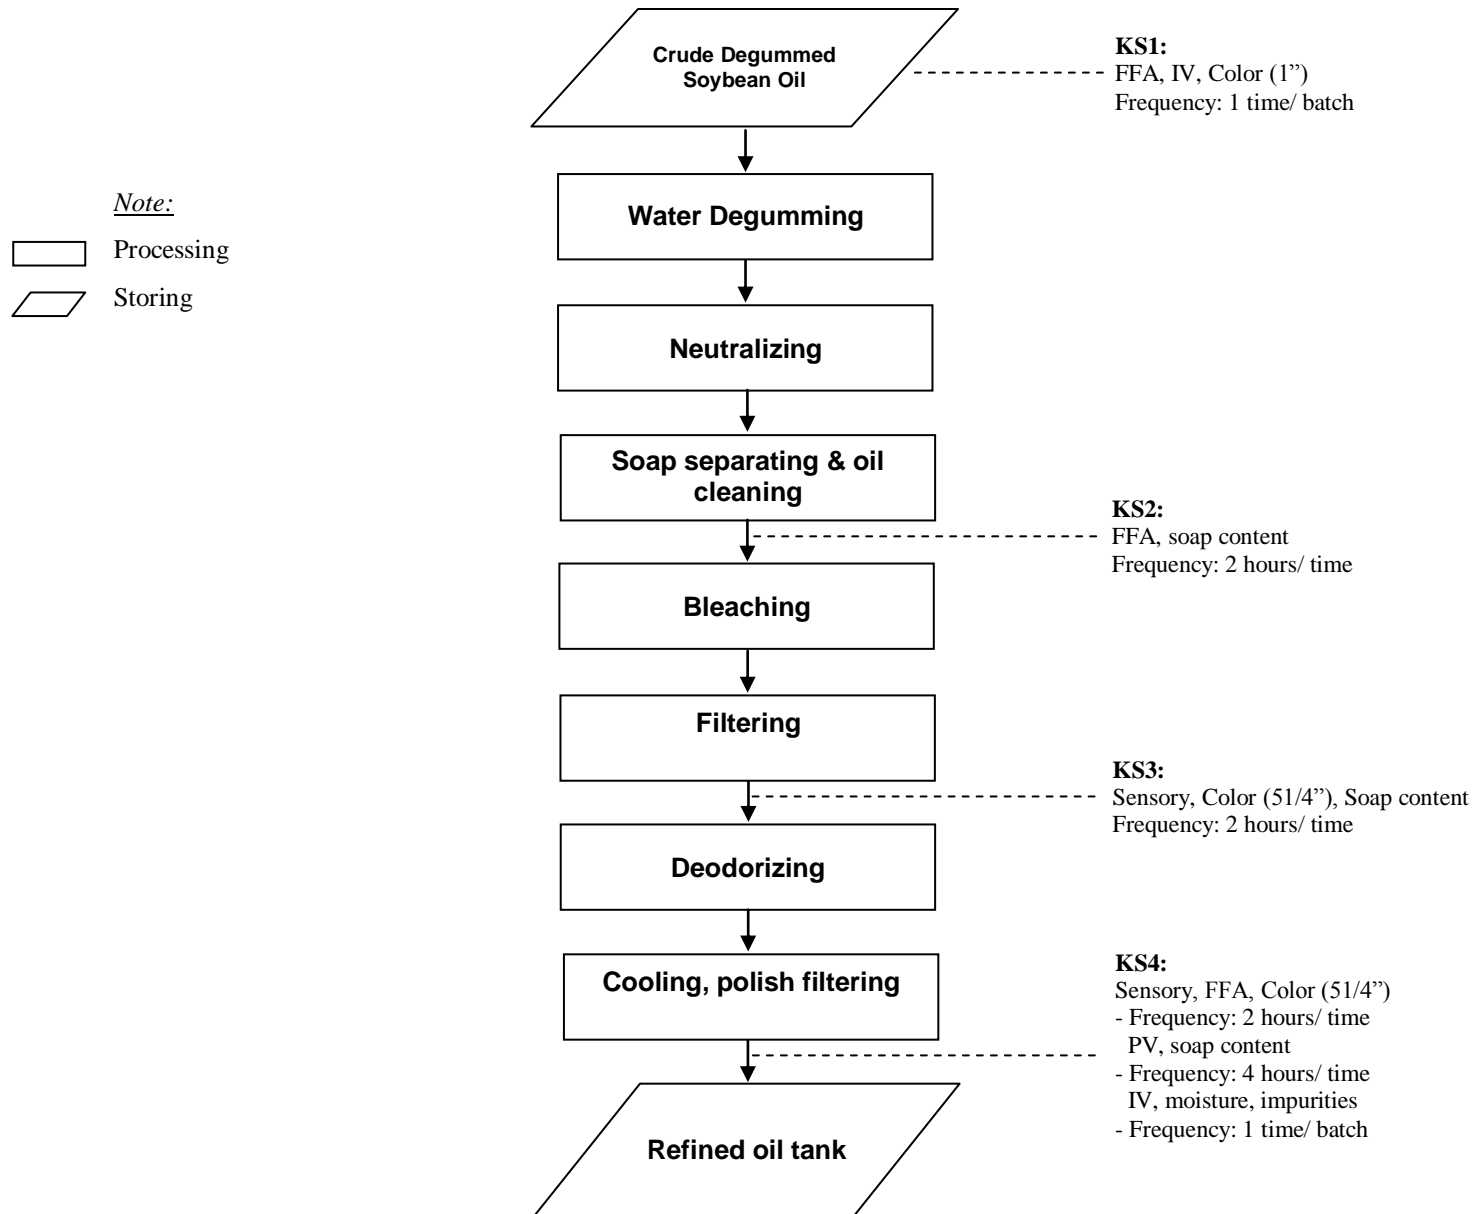 Crude Degummed
Soybean Oil
KS1:
FFA, IV, Color (1”)
Frequency: 1 time/ batch
Water Degumming
Note:
Processing
Storing
Neutralizing
Soap separating & oil
cleaning
KS2:
FFA, soap content
Frequency: 2 hours/ time
Bleaching
Filtering
KS3:
Sensory, Color (51/4”), Soap content
Frequency: 2 hours/ time
Deodorizing
Cooling, polish filtering
KS4:
Sensory, FFA, Color (51/4”)
- Frequency: 2 hours/ time
PV, soap content
- Frequency: 4 hours/ time
IV, moisture, impurities
- Frequency: 1 time/ batch
Refined oil tank